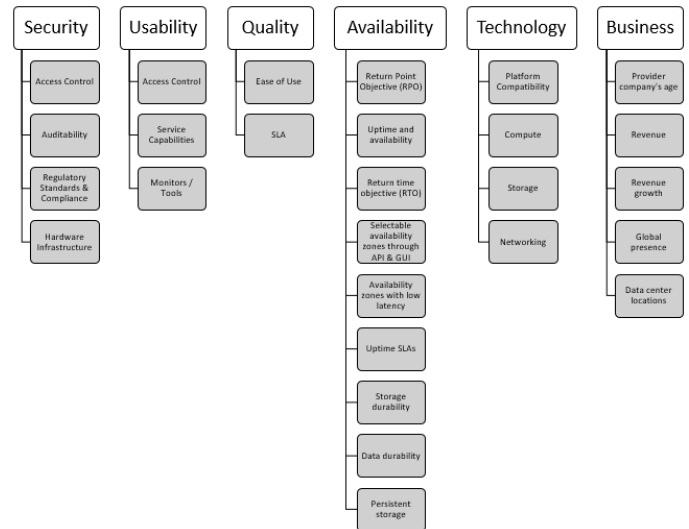 Security
Access Control
Auditability
Regulatory
Standards &
Compliance
Hardware
Infrastructure
Usability
Access Control
Service
Capabilities
Monitors /
Tools
Quality
Ease of Use
SLA
Availability
Return Point
Objective (RPO)
Uptime and
availability
Return time
objective (RTO)
Selectable
availability
zones through
API & GUI
Availability
zones with low
latency
Uptime SLAs
Storage
durability
Data durability
Persistent
storage
Technology
Platform
Compatibility
Compute
Storage
Networking
Business
Provider
company's age
Revenue
Revenue
growth
Global
presence
Data center
locations